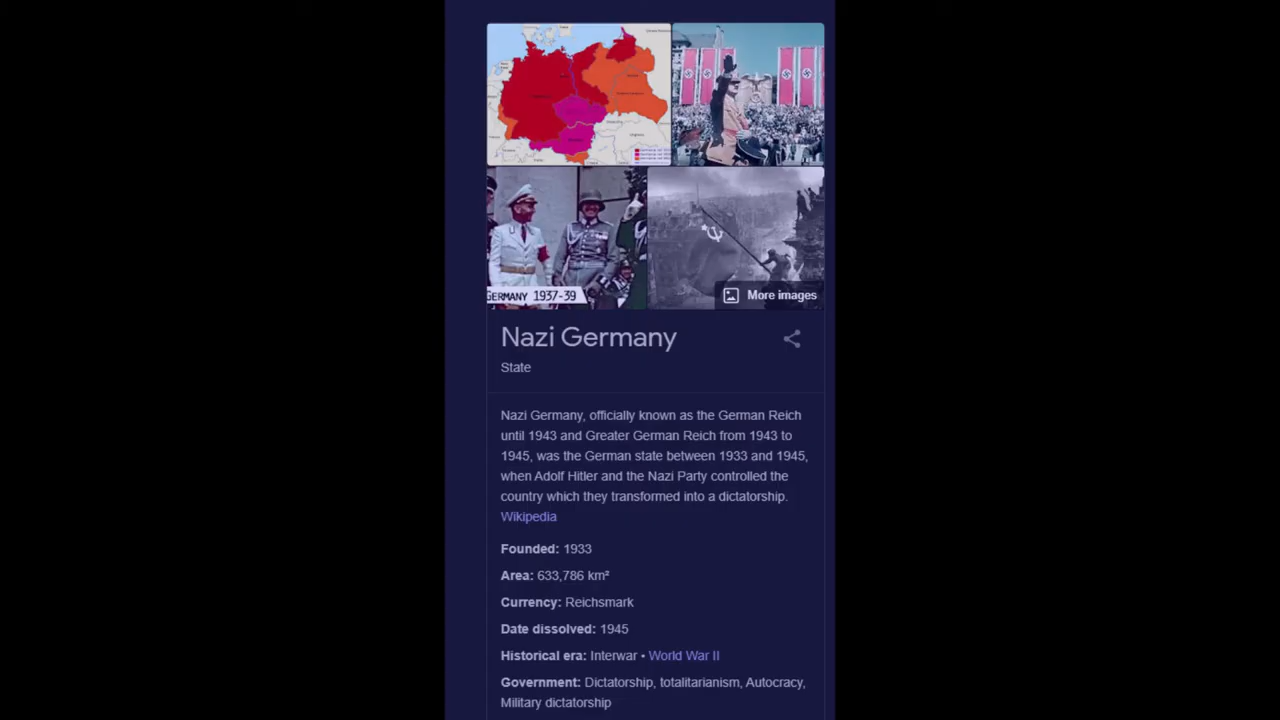 GERMANY 1937-39
More images
Nazi Germany
State
Nazi Germany, officially known as the German Reich
until 1943 and Greater German Reich from 1943 to
1945, was the German state between 1933 and 1945,
when Adolf Hitler and the Nazi Party controlled the
country which they transformed into a dictatorship.
Wikipedia
Founded: 1933
Area: 633,786 km²
Currency: Reichsmark
Date dissolved: 1945
Historical era: Interwar • World War II
Government: Dictatorship, totalitarianism, Autocracy,
Military dictatorship